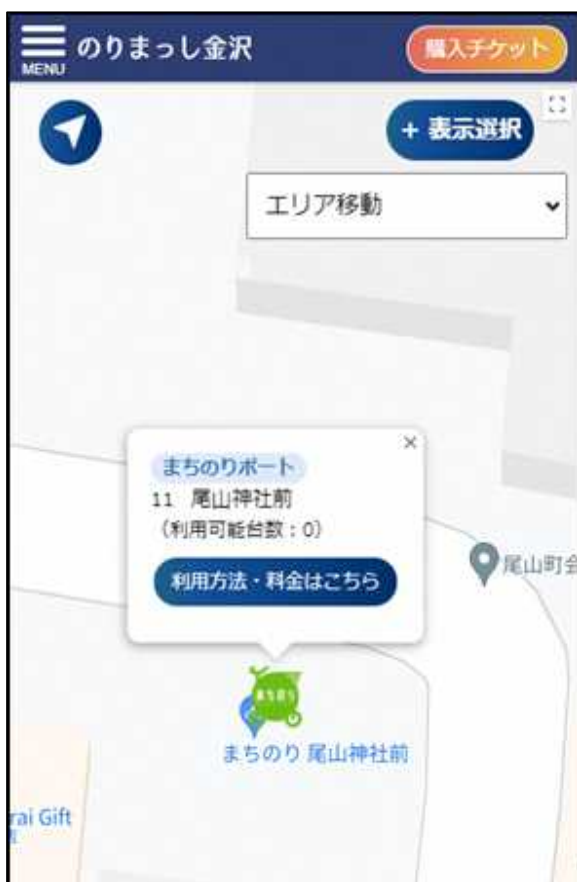 のりまっし金沢
MENU
購入チケット
+ 表示選択
エリア移動
まちのりポート
11 尾山神社前
（利用可能台数：0）
利用方法・料金はこちら
尾山町会
まちのり
まちのり 尾山神社前
rai Gift